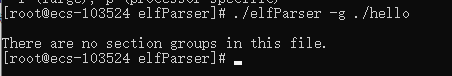 [root@ecs-103524 elfParser]# ./elfParser -g ./hello
There are no section groups in this file.
[root@ecs-103524 elfParser]#